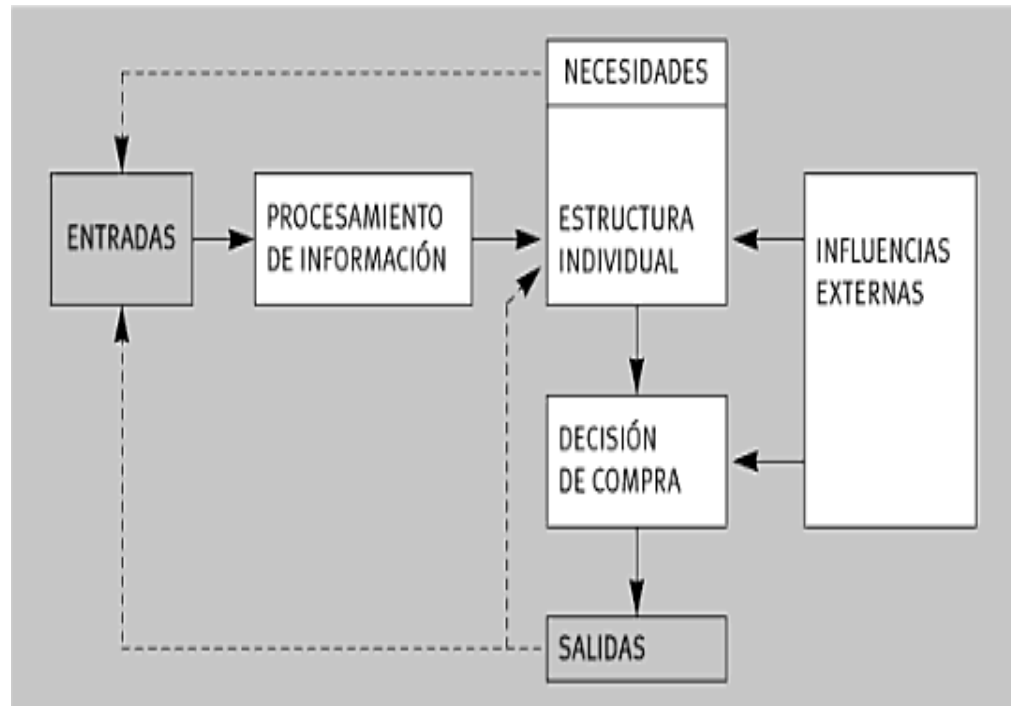 NECESIDADES
ENTRADAS
PROCESAMIENTO
DE INFORMACIÓN
ESTRUCTURA
INDIVIDUAL
INFLUENCIAS
EXTERNAS
DECISIÓN
DE COMPRA
SALIDAS